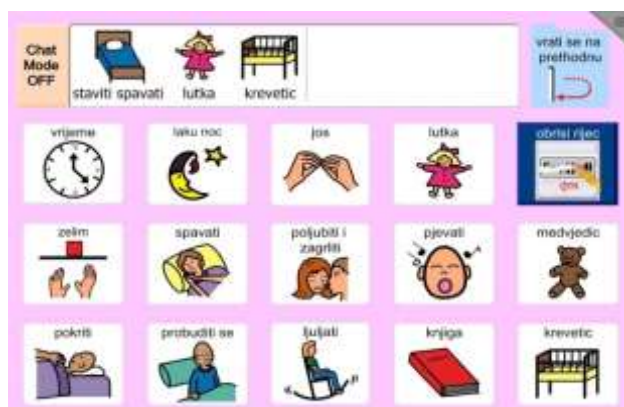 Chat
Mode
OFF
staviti spavati lutka krevetic
vrati se na
prethodnu
vrijeme laku noc jos lutka obrisi rijec
zelim spavati poljubiti i
zagrliti pjevati medvjedic
pokriti probuditi se ljuljati knjiga krevetic